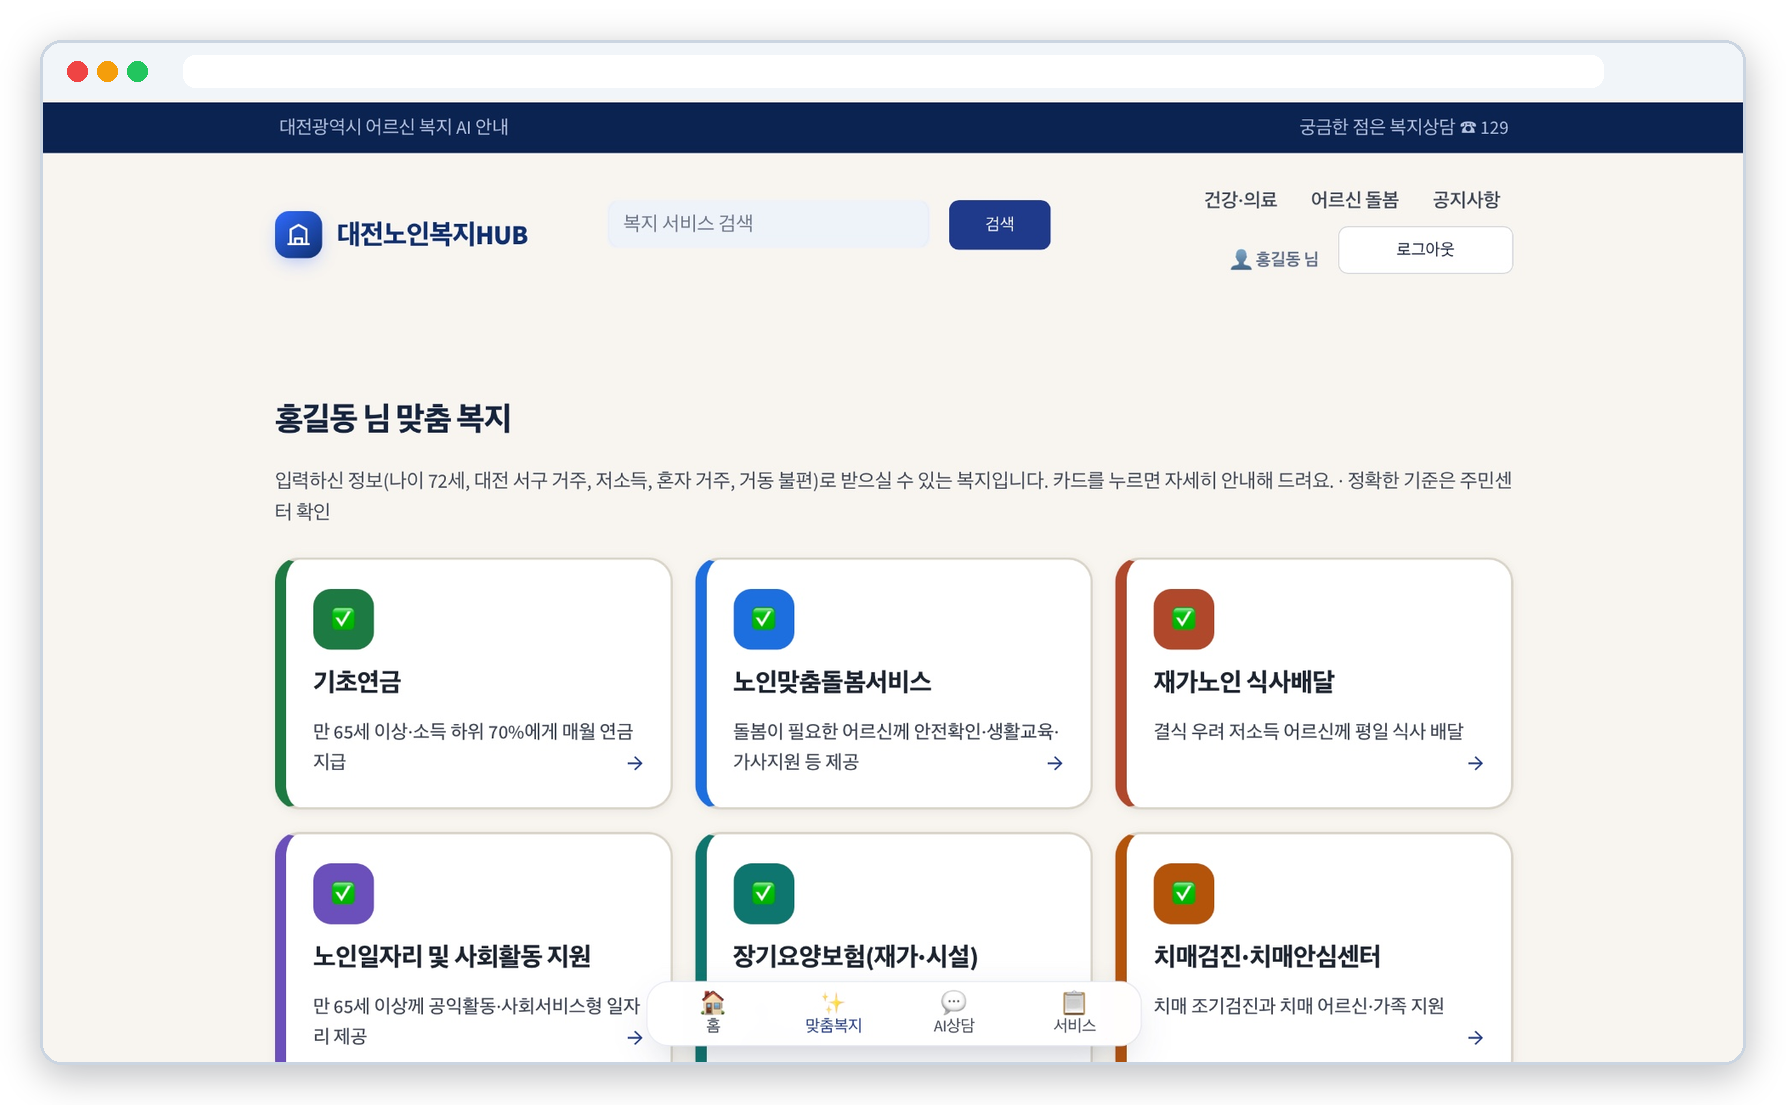 대전광역시 어르신 복지 AI 안내
궁금한 점은 복지상담 ☎ 129
대전노인복지HUB
복지 서비스 검색
검색
건강·의료
어르신 돌봄
공지사항
홍길동 님
로그아웃
홍길동 님 맞춤 복지
입력하신 정보(나이 72세, 대전 서구 거주, 저소득, 혼자 거주, 거동 불편)로 받으실 수 있는 복지입니다. 카드를 누르면 자세히 안내해 드려요. · 정확한 기준은 주민센
터 확인
기초연금
만 65세 이상·소득 하위 70%에게 매월 연금
지급
노인맞춤돌봄서비스
돌봄이 필요한 어르신께 안전확인·생활교육·
가사지원 등 제공
재가노인 식사배달
결식 우려 저소득 어르신께 평일 식사 배달
노인일자리 및 사회활동 지원
만 65세 이상께 공익활동·사회서비스형 일자
리 제공
장기요양보험(재가·시설)
치매검진·치매안심센터
치매 조기검진과 치매 어르신·가족 지원
홈
맞춤복지
AI상담
서비스